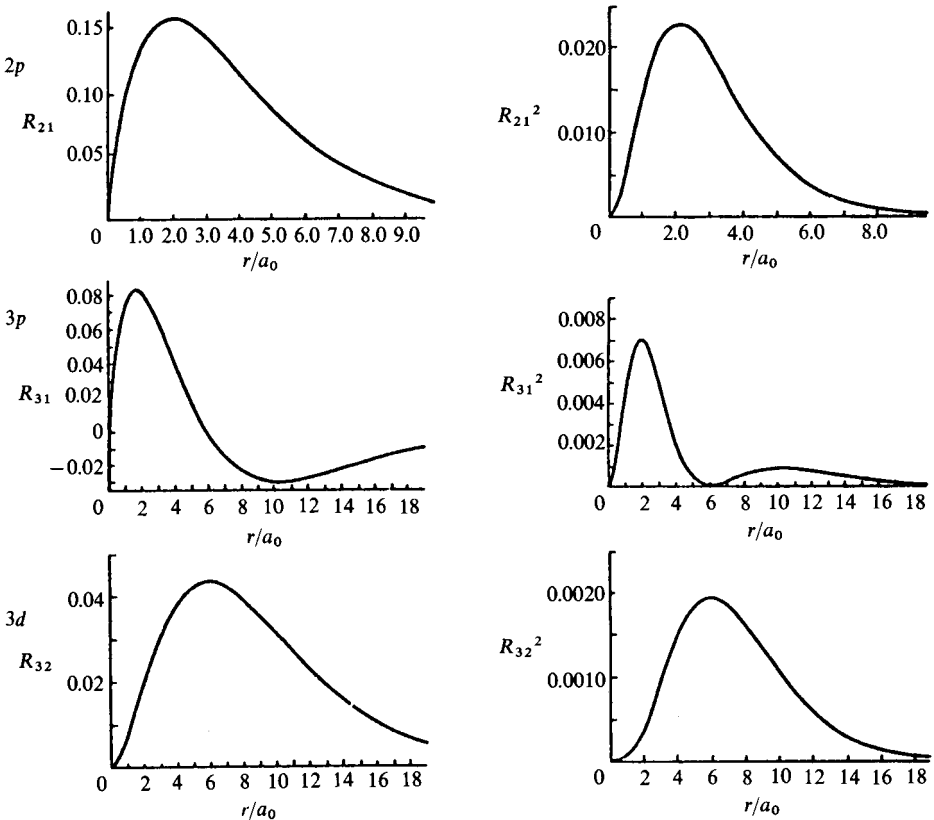 2p
R₂₁
0.15
0.10
0.05
0 1.0 2.0 3.0 4.0 5.0 6.0 7.0 8.0 9.0
r/a₀
R₂₁²
0.020
0.010
0 2.0 4.0 6.0 8.0
r/a₀
3p
R₃₁
0.08
0.06
0.04
0.02
0
−0.02
0 2 4 6 8 10 12 14 16 18
r/a₀
R₃₁²
0.008
0.006
0.004
0.002
0 2 4 6 8 10 12 14 16 18
r/a₀
3d
R₃₂
0.04
0.02
0 2 4 6 8 10 12 14 16 18
r/a₀
R₃₂²
0.0020
0.0010
0 2 4 6 8 10 12 14 16 18
r/a₀